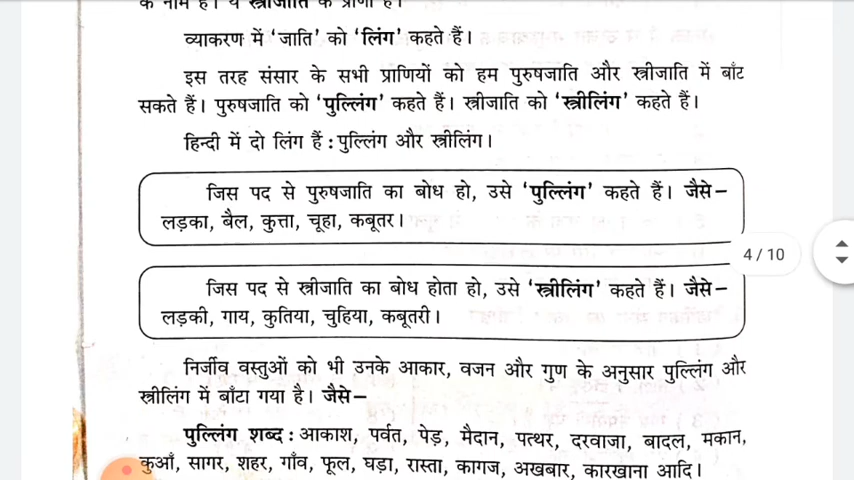 के नाम हैं। ये स्त्रीजाति के प्राणी हैं।
व्याकरण में ‘जाति’ को ‘लिंग’ कहते हैं।
इस तरह संसार के सभी प्राणियों को हम पुरुषजाति और स्त्रीजाति में बाँट
सकते हैं। पुरुषजाति को ‘पुल्लिंग’ कहते हैं। स्त्रीजाति को ‘स्त्रीलिंग’ कहते हैं।
हिन्दी में दो लिंग हैं : पुल्लिंग और स्त्रीलिंग।
जिस पद से पुरुषजाति का बोध हो, उसे ‘पुल्लिंग’ कहते हैं। जैसे–
लड़का, बैल, कुत्ता, चूहा, कबूतर।
4 / 10
जिस पद से स्त्रीजाति का बोध होता हो, उसे ‘स्त्रीलिंग’ कहते हैं। जैसे–
लड़की, गाय, कुतिया, चुहिया, कबूतरी।
निर्जीव वस्तुओं को भी उनके आकार, वजन और गुण के अनुसार पुल्लिंग और
स्त्रीलिंग में बाँटा गया है। जैसे–
पुल्लिंग शब्द : आकाश, पर्वत, पेड़, मैदान, पत्थर, दरवाजा, बादल, मकान,
कुआँ, सागर, शहर, गाँव, फूल, घड़ा, रास्ता, कागज, अखबार, कारखाना आदि।